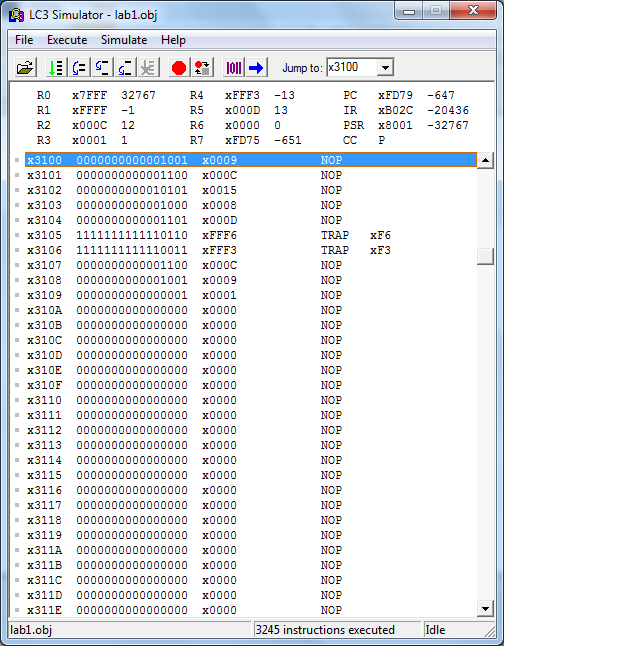 LC3 Simulator - lab1.obj
File Execute Simulate Help
Jump to: x3100
R0 x7FFF 32767 R4 xFFF3 -13 PC xFD79 -647
R1 xFFFF -1 R5 x000D 13 IR xB02C -20436
R2 x000C 12 R6 x0000 0 PSR x8001 -32767
R3 x0001 1 R7 xFD75 -651 CC P
x3100 0000000000001001 x0009 NOP
x3101 0000000000001100 x000C NOP
x3102 0000000000010101 x0015 NOP
x3103 0000000000001000 x0008 NOP
x3104 0000000000001101 x000D NOP
x3105 1111111111110110 xFFF6 TRAP xF6
x3106 1111111111110011 xFFF3 TRAP xF3
x3107 0000000000001100 x000C NOP
x3108 0000000000001001 x0009 NOP
x3109 0000000000000001 x0001 NOP
x310A 0000000000000000 x0000 NOP
x310B 0000000000000000 x0000 NOP
x310C 0000000000000000 x0000 NOP
x310D 0000000000000000 x0000 NOP
x310E 0000000000000000 x0000 NOP
x310F 0000000000000000 x0000 NOP
x3110 0000000000000000 x0000 NOP
x3111 0000000000000000 x0000 NOP
x3112 0000000000000000 x0000 NOP
x3113 0000000000000000 x0000 NOP
x3114 0000000000000000 x0000 NOP
x3115 0000000000000000 x0000 NOP
x3116 0000000000000000 x0000 NOP
x3117 0000000000000000 x0000 NOP
x3118 0000000000000000 x0000 NOP
x3119 0000000000000000 x0000 NOP
x311A 0000000000000000 x0000 NOP
x311B 0000000000000000 x0000 NOP
x311C 0000000000000000 x0000 NOP
x311D 0000000000000000 x0000 NOP
x311E 0000000000000000 x0000 NOP
lab1.obj 3245 instructions executed Idle